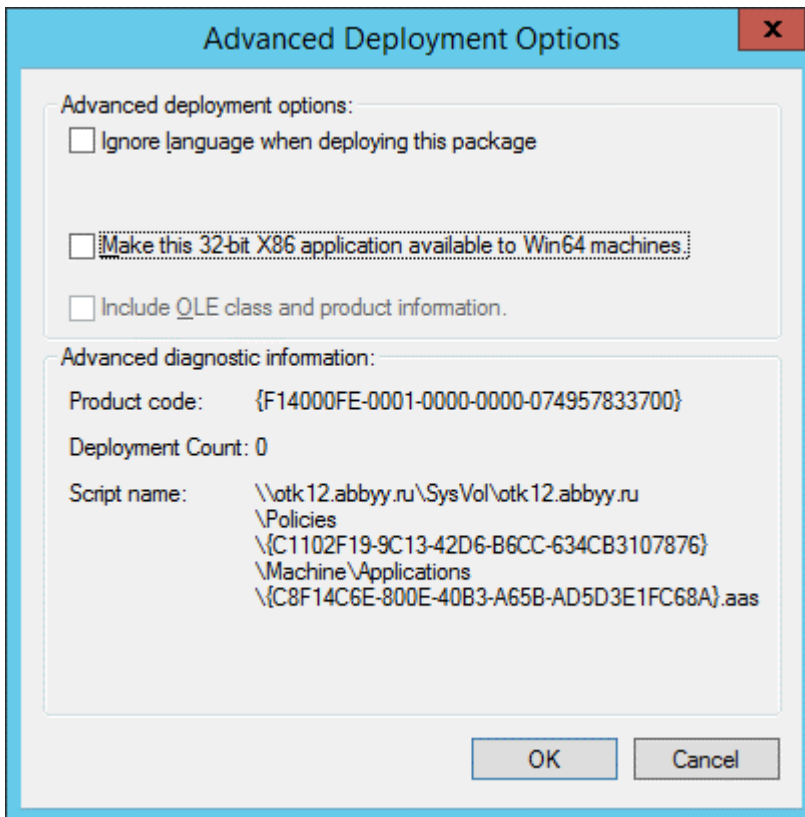 Advanced Deployment Options
x
Advanced deployment options:
Ignore language when deploying this package
Make this 32-bit X86 application available to Win64 machines.
Include OLE class and product information.
Advanced diagnostic information:
Product code: {F14000FE-0001-0000-0000-074957833700}
Deployment Count: 0
Script name: \\otk12.abbyy.ru\SysVol\otk12.abbyy.ru
\Policies
\{C1102F19-9C13-42D6-B6CC-634CB3107876}
\Machine\Applications
\{C8F14C6E-800E-40B3-A65B-AD5D3E1FC68A}.aas
OK Cancel